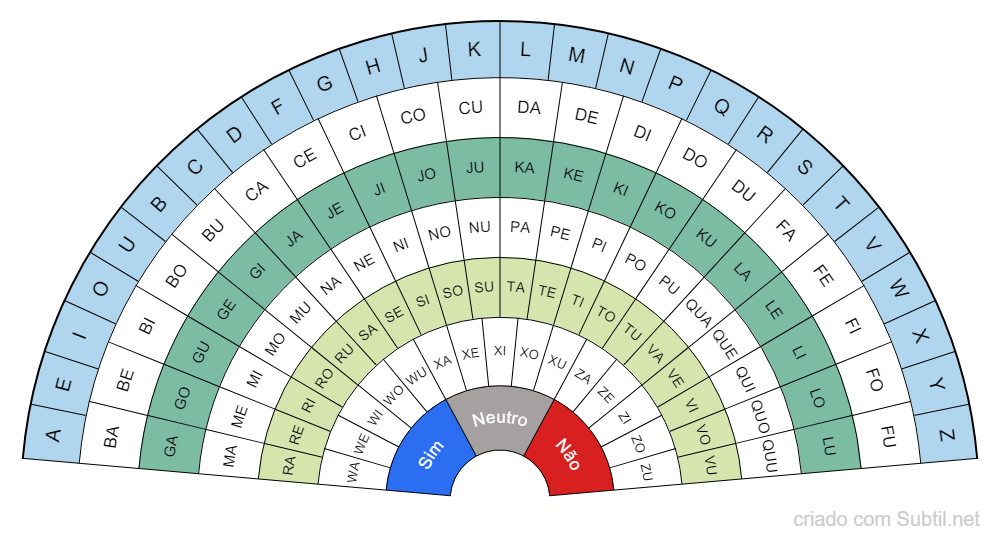 A E I O U B C D F G H J K L M N P Q R S T V W X Y Z
BA BE BI BO BU CA CE CI CO CU DA DE DI DO DU FA FE FI FO FU
GA GO GU GE GI JA JE JI JO JU KA KE KI KO KU LA LE LI LO LU
MA ME MI MO MU NA NE NI NO NU PA PE PI PO PU QUA QUE QUI QUO QUU
RA RE RI RO RU SA SE SI SO SU TA TE TI TO TU VA VE VI VO VU
WA WE WI WO WU XA XE XI XO XU ZA ZE ZI ZO ZU
Sim Neutro Não
criado com Subtil.net